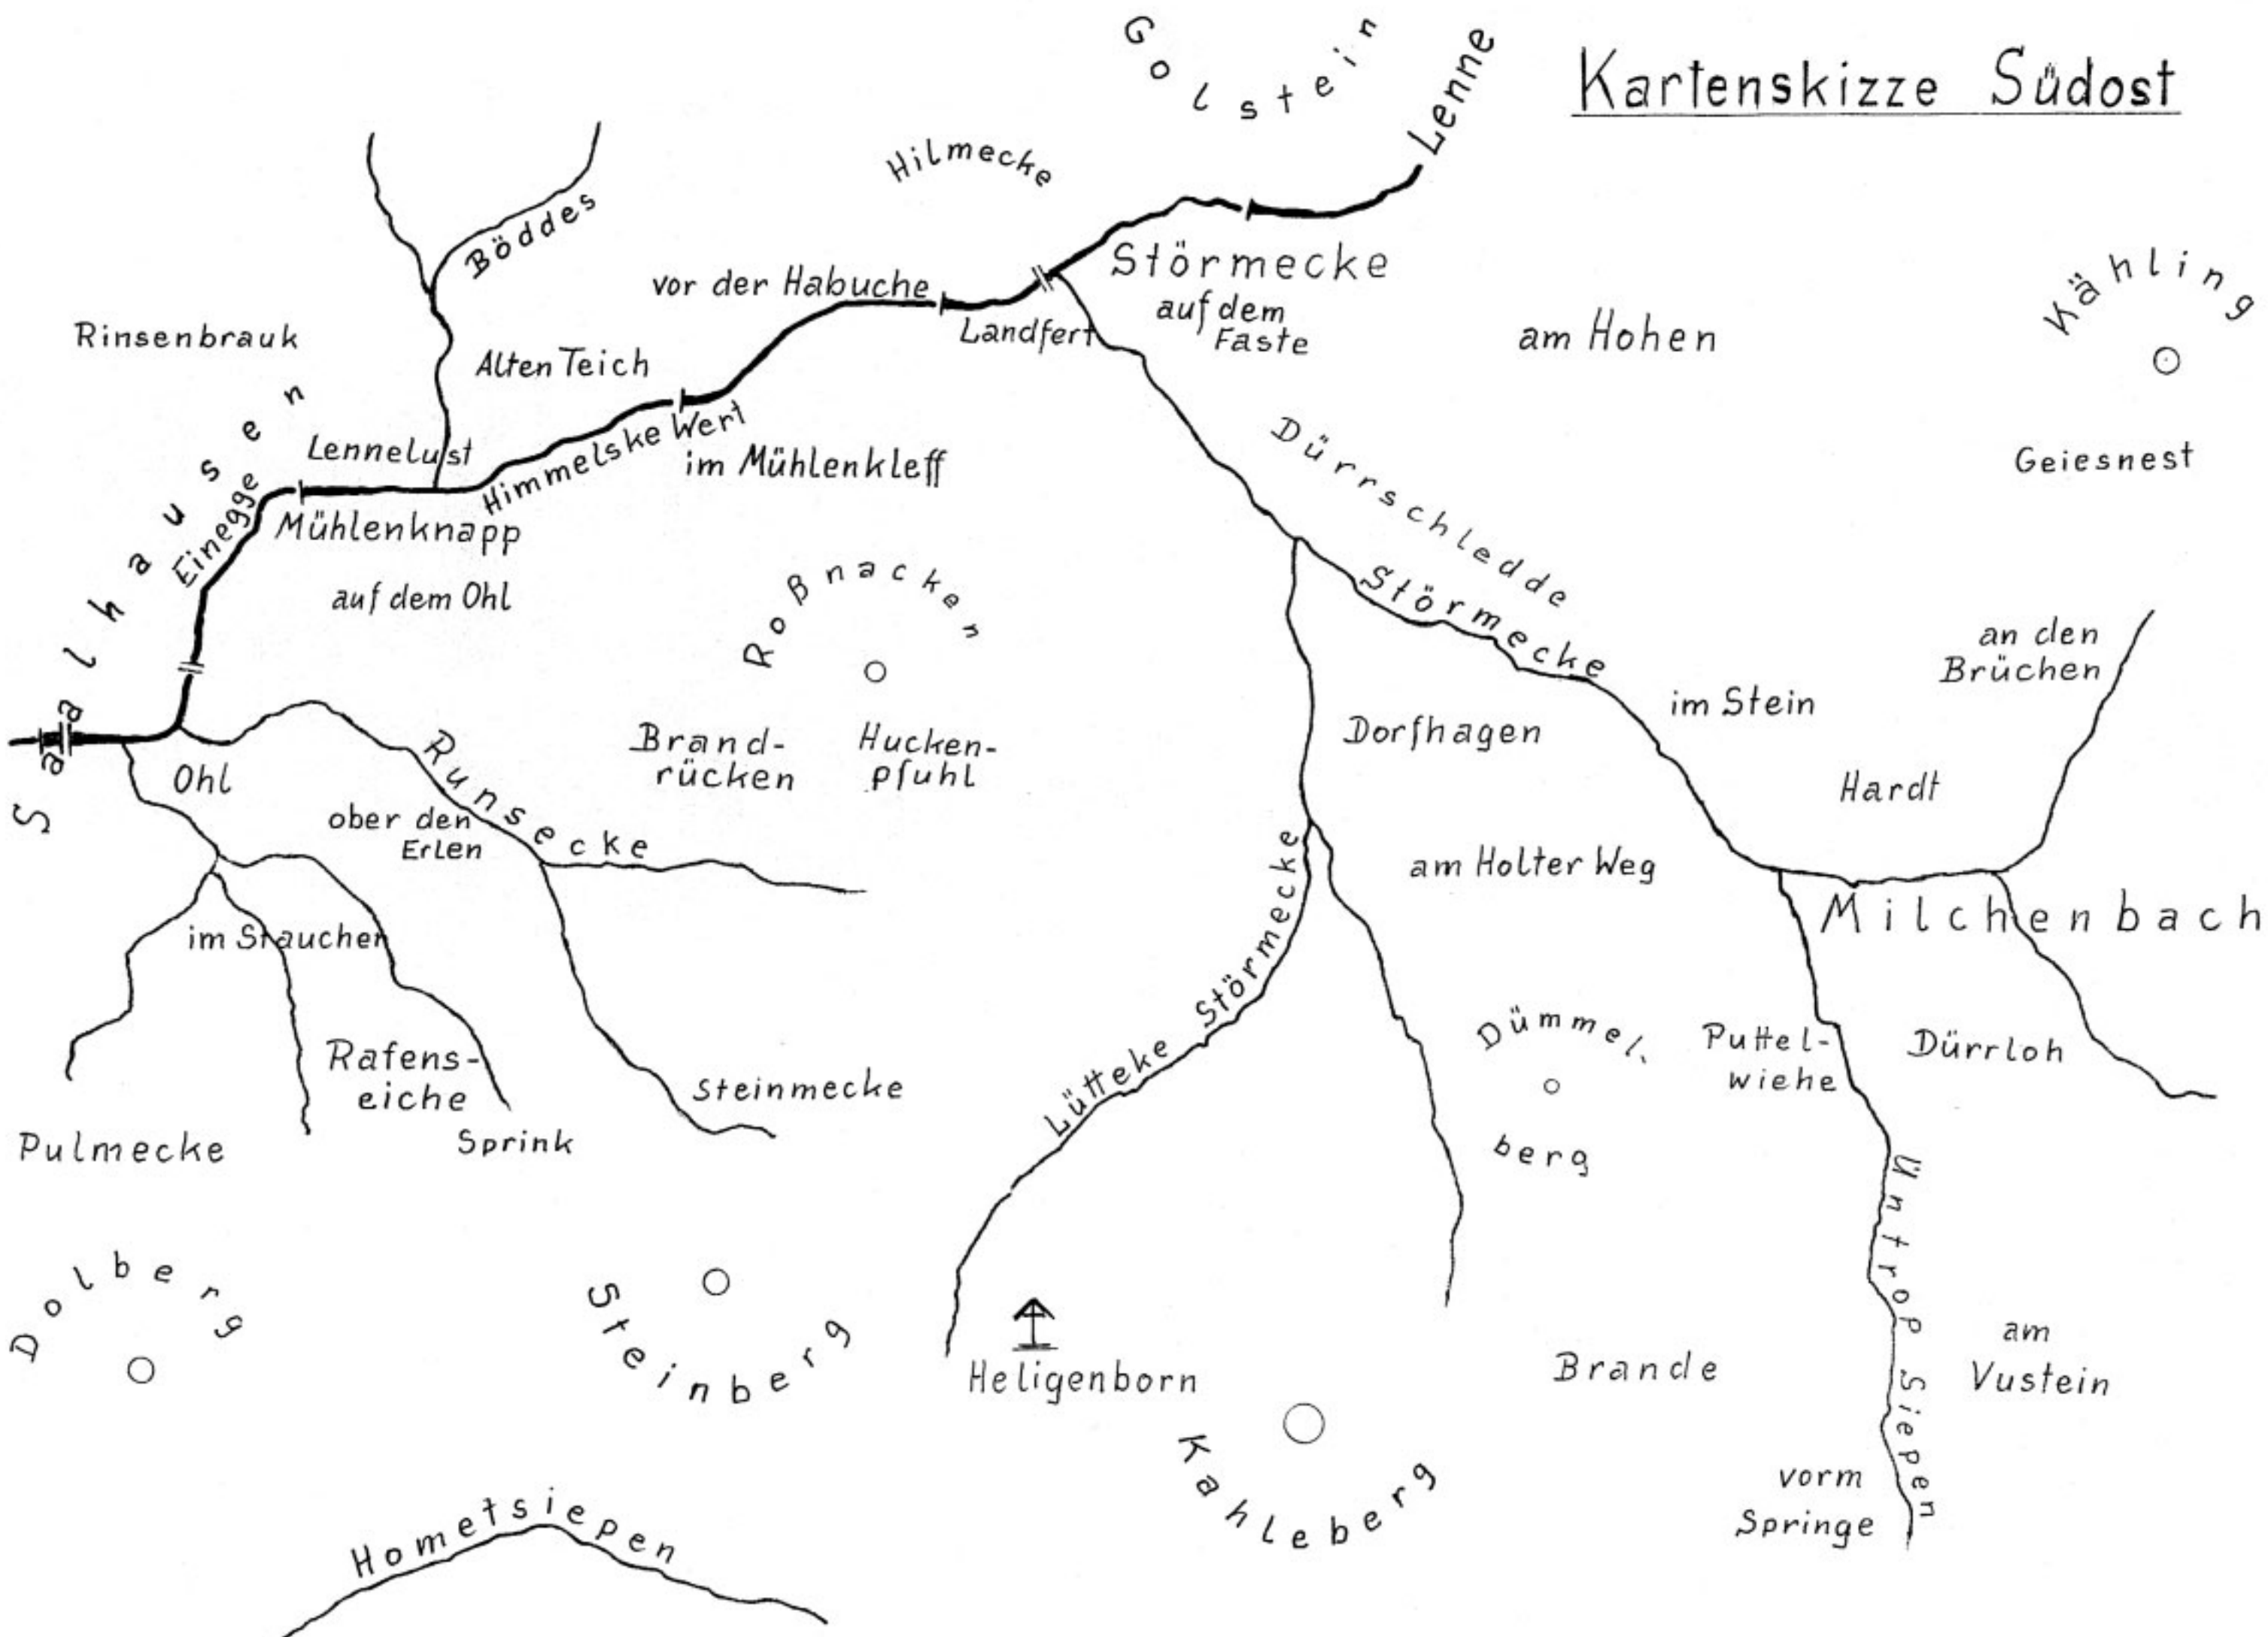 Kartenskizze Südost
Golstein
Lenne
Hilmecke
Böddes
Störmecke
auf dem
Faste
vor der Habuche
Landfert
am Hohen
Kähling
Rinsenbrauk
Alten Teich
Geiesnest
Saalhausen
Lennelust
Himmelske Wert
im Mühlenkleff
Einegge
Mühlenknapp
auf dem Ohl
Dürrschledde
Störmecke
Roßnacken
an den
Brüchen
im Stein
Dorfhagen
Brand-
rücken
Hucken-
pfuhl
Ohl
Runsecke
Hardt
ober den
Erlen
am Holter Weg
Milchenbach
im Staucher
Lütteke Störmecke
Dümmel-
berg
Puttel-
wiehe
Dürrloh
Rafens-
eiche
Steinmecke
Sprink
Pulmecke
Untrop Siepen
Dolberg
Steinberg
Heligenborn
Brande
am
Vustein
Kahleberg
vorm
Springe
Hometsiepen